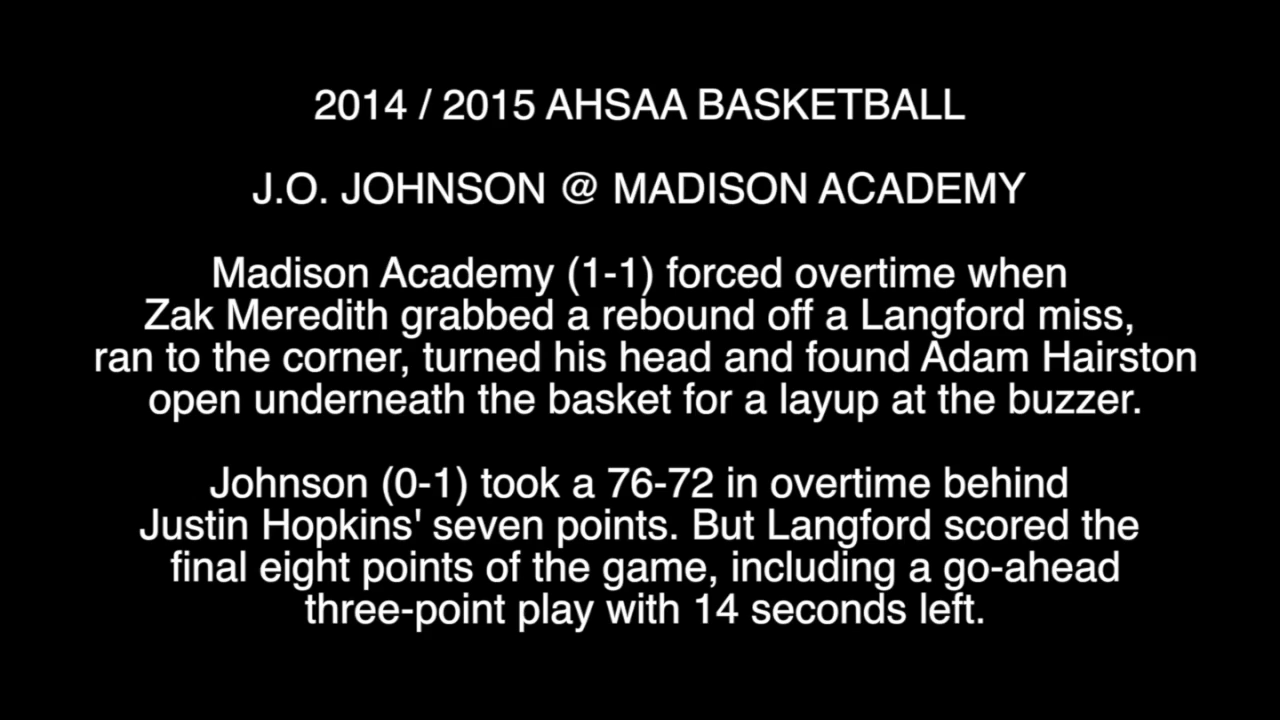 2014 / 2015 AHSAA BASKETBALL
J.O. JOHNSON @ MADISON ACADEMY
Madison Academy (1-1) forced overtime when
Zak Meredith grabbed a rebound off a Langford miss,
ran to the corner, turned his head and found Adam Hairston
open underneath the basket for a layup at the buzzer.
Johnson (0-1) took a 76-72 in overtime behind
Justin Hopkins' seven points. But Langford scored the
final eight points of the game, including a go-ahead
three-point play with 14 seconds left.